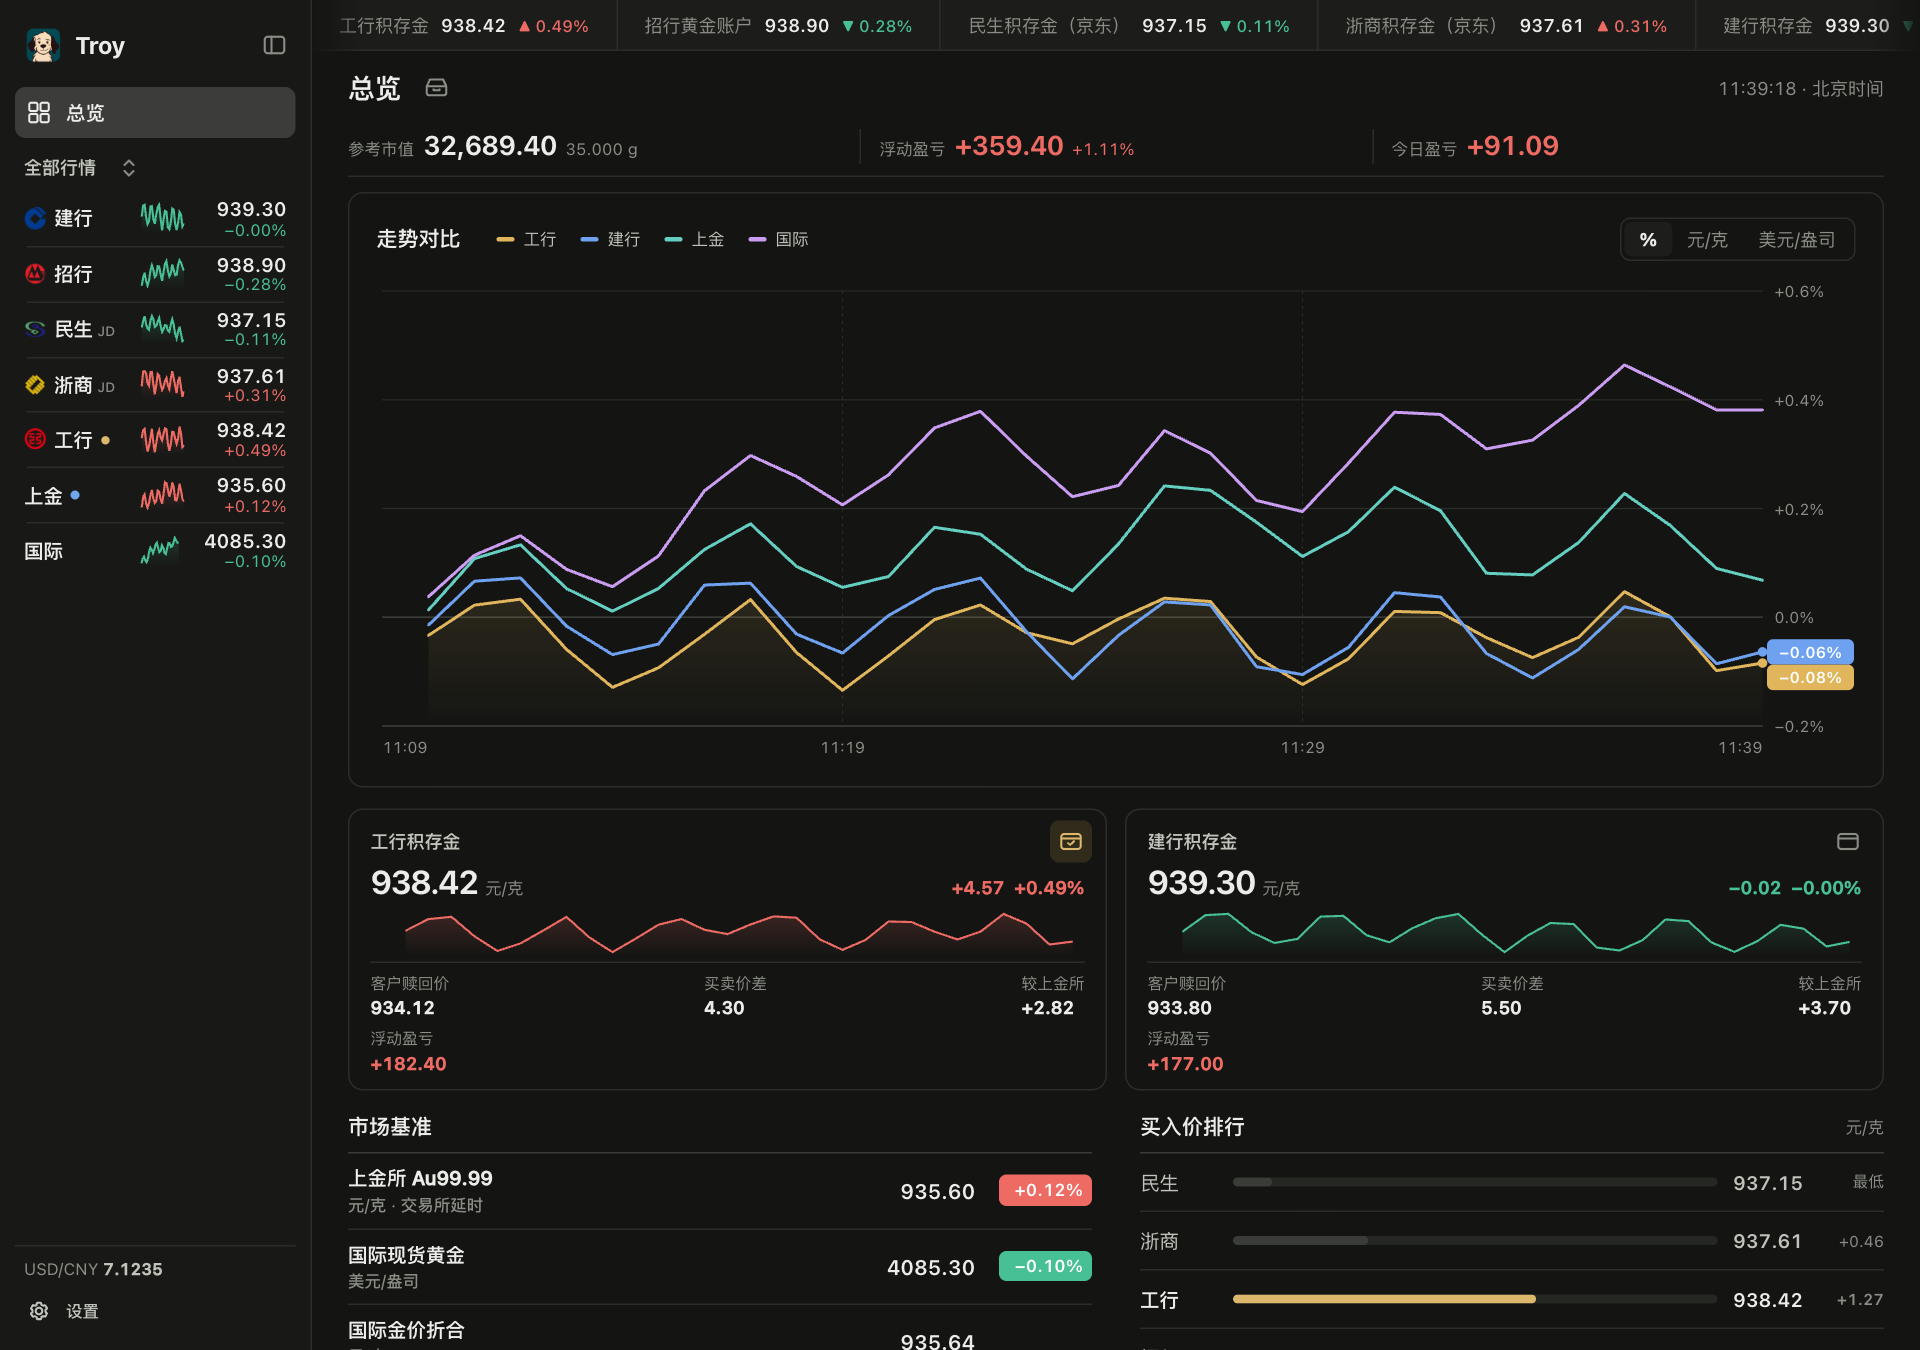 Troy
总览
全部行情
建行 939.30 −0.00%
招行 938.90 −0.28%
民生 JD 937.15 −0.11%
浙商 JD 937.61 +0.31%
工行 938.42 +0.49%
上金 935.60 +0.12%
国际 4085.30 −0.10%
USD/CNY 7.1235
设置
工行积存金 938.42 ▲0.49% 招行黄金账户 938.90 ▼0.28% 民生积存金（京东） 937.15 ▼0.11% 浙商积存金（京东） 937.61 ▲0.31% 建行积存金 939.30 ▼
总览
11:39:18 · 北京时间
参考市值 32,689.40 35.000 g 浮动盈亏 +359.40 +1.11% 今日盈亏 +91.09
走势对比 工行 建行 上金 国际 % 元/克 美元/盎司
+0.6%
+0.4%
+0.2%
0.0%
−0.06%
−0.08%
−0.2%
11:09 11:19 11:29 11:39
工行积存金
938.42 元/克 +4.57 +0.49%
客户赎回价 买卖价差 较上金所
934.12 4.30 +2.82
浮动盈亏
+182.40
建行积存金
939.30 元/克 −0.02 −0.00%
客户赎回价 买卖价差 较上金所
933.80 5.50 +3.70
浮动盈亏
+177.00
市场基准
上金所 Au99.99 935.60 +0.12%
元/克 · 交易所延时
国际现货黄金 4085.30 −0.10%
美元/盎司
国际金价折合 935.64
买入价排行 元/克
民生 937.15 最低
浙商 937.61 +0.46
工行 938.42 +1.27